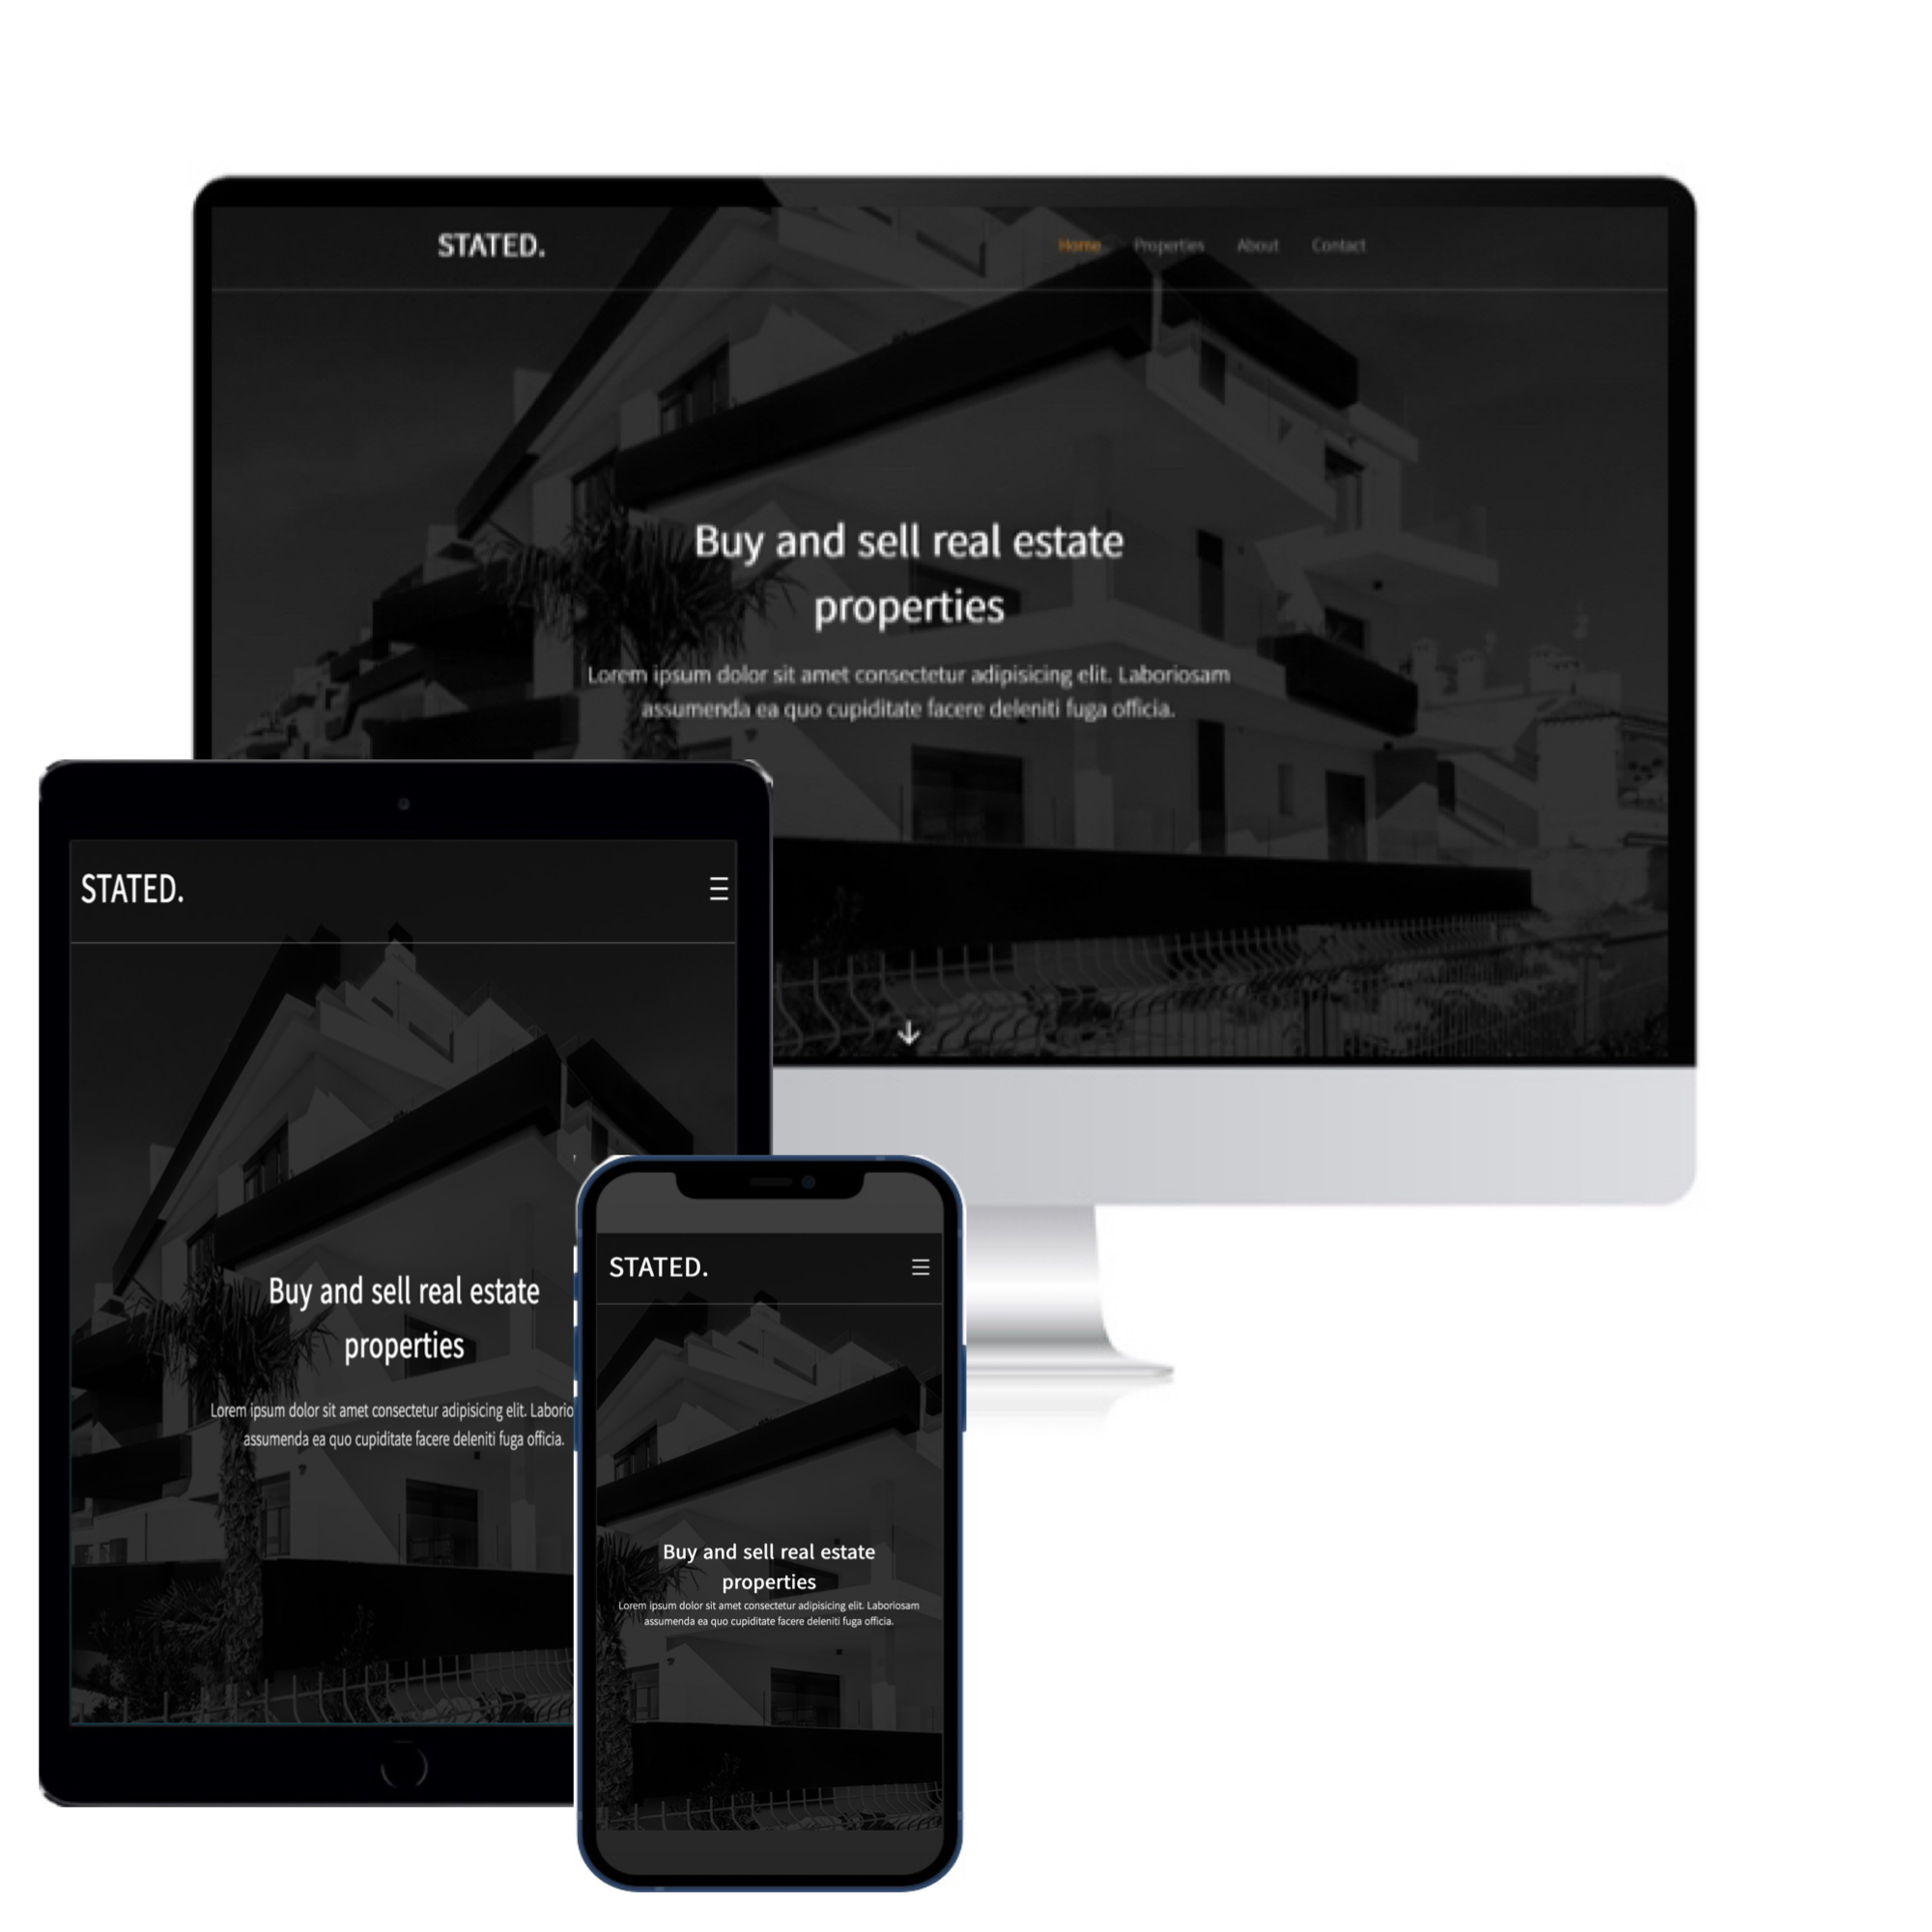 STATED.
Home Properties About Contact
Buy and sell real estate
properties
Lorem ipsum dolor sit amet consectetur adipisicing elit. Laboriosam
assumenda ea quo cupiditate facere deleniti fuga officia.
STATED.
Buy and sell real estate
properties
Lorem ipsum dolor sit amet consectetur adipisicing elit. Laborio
assumenda ea quo cupiditate facere deleniti fuga officia.
STATED.
Buy and sell real estate
properties
Lorem ipsum dolor sit amet consectetur adipisicing elit. Laboriosam
assumenda ea quo cupiditate facere deleniti fuga officia.